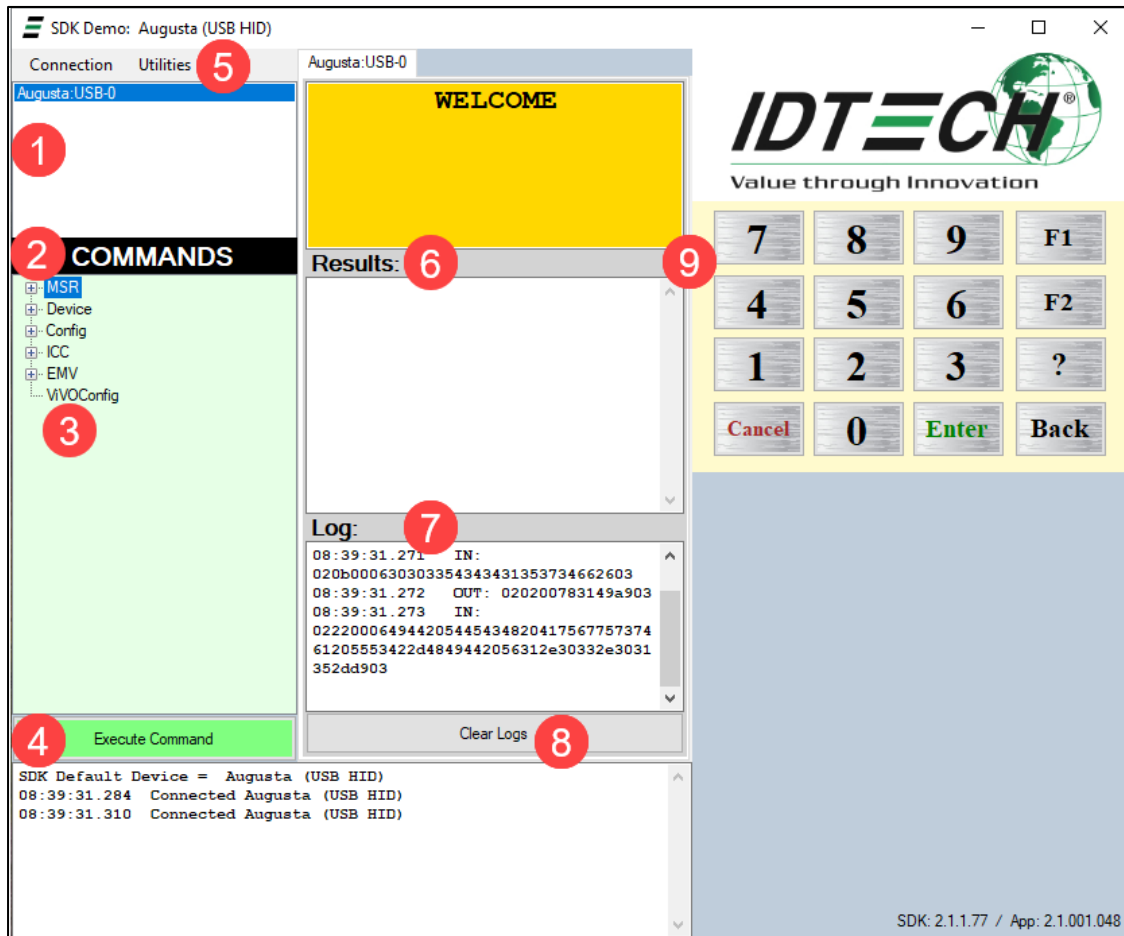 SDK Demo: Augusta (USB HID)
Connection Utilities 5
Augusta:USB-0
1
2 COMMANDS
MSR
Device
Config
ICC
EMV
ViVOConfig
3
4 Execute Command
Augusta:USB-0
WELCOME
Results: 6
Log: 7
08:39:31.271 IN:
020b00063030335434343431353734662603
08:39:31.272 OUT: 020200783149a903
08:39:31.273 IN:
022200064944205445434820417567757374
61205553422d4849442056312e30332e3031
352dd903
Clear Logs 8
SDK Default Device = Augusta (USB HID)
08:39:31.284 Connected Augusta (USB HID)
08:39:31.310 Connected Augusta (USB HID)
IDTECH®
Value through Innovation
9
7 8 9 F1
4 5 6 F2
1 2 3 ?
Cancel 0 Enter Back
SDK: 2.1.1.77 / App: 2.1.001.048